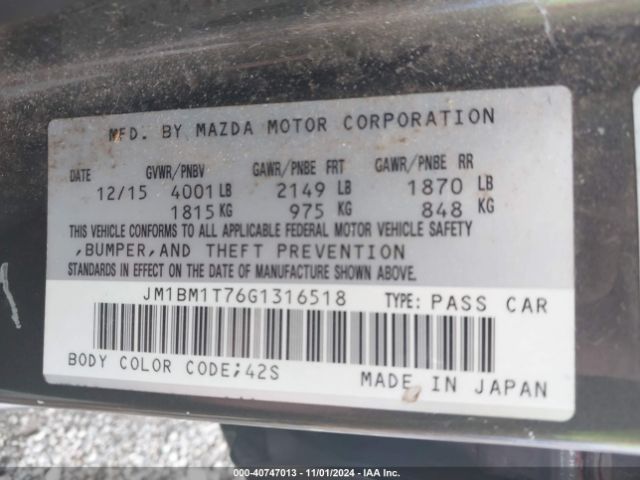 MFD. BY MAZDA MOTOR CORPORATION
DATE GVWR/PNBV GAWR/PNBE FRT GAWR/PNBE RR
12/15 4001 LB 2149 LB 1870 LB
1815 KG 975 KG 848 KG
THIS VEHICLE CONFORMS TO ALL APPLICABLE FEDERAL MOTOR VEHICLE SAFETY
,BUMPER,AND THEFT PREVENTION
STANDARDS IN EFFECT ON THE DATE OF MANUFACTURE SHOWN ABOVE.
JM1BM1T76G1316518 TYPE: PASS CAR
BODY COLOR CODE;42S
MADE IN JAPAN
000-40747013 - 11/01/2024 - IAA Inc.